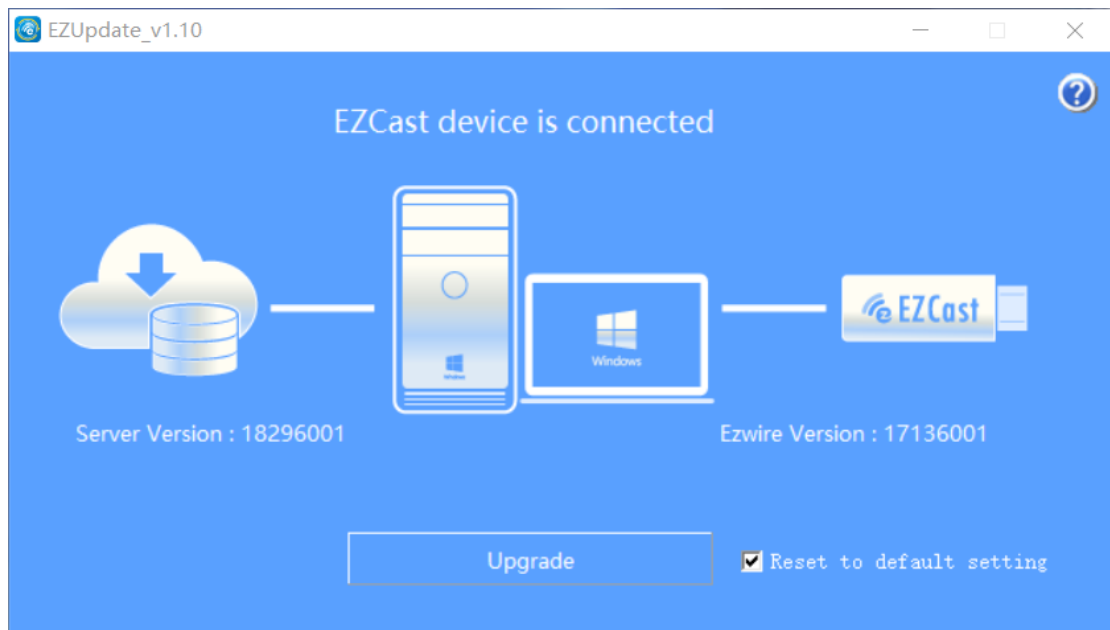 EZUpdate_v1.10
EZCast device is connected
Windows
EZCast
Server Version : 18296001
Ezwire Version : 17136001
Upgrade
Reset to default setting